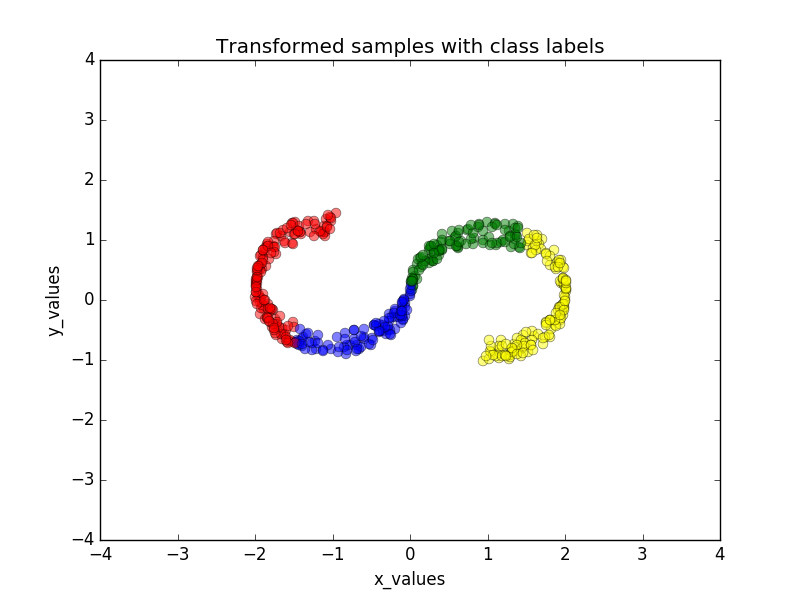 Transformed samples with class labels
4
3
2
1
0
−1
−2
−3
−4
y_values
−4 −3 −2 −1 0 1 2 3 4
x_values